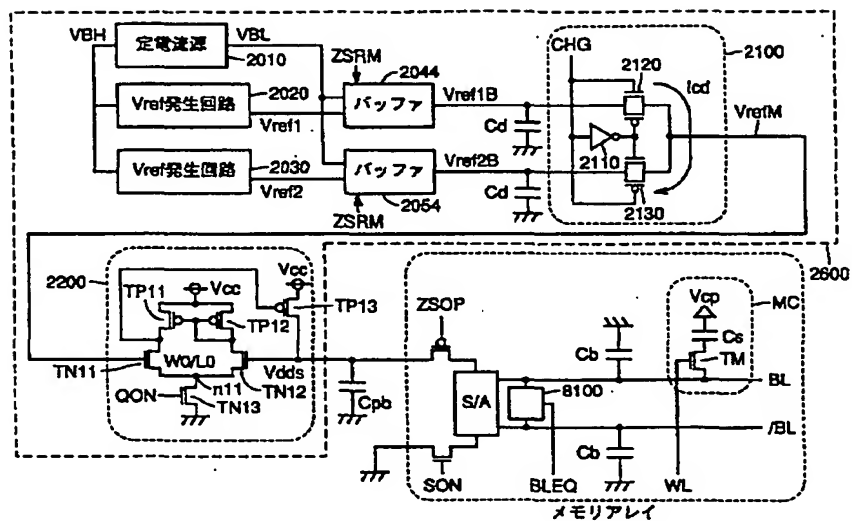 VBH
定電流源
VBL
2010
ZSRM
2044
CHG
2120
2100
Vref発生回路
2020
Vref1
バッファ
Vref1B
Cd
Icd
VrefM
2110
Vref発生回路
2030
Vref2
バッファ
Vref2B
Cd
2054
ZSRM
2130
2600
2200
Vcc
Vcc
TP11
TP12
TP13
ZSOP
Vcp
MC
Cs
TM
Cb
TN11
W0/L0
Vdds
n11
TN12
QON
TN13
Cpb
S/A
8100
BL
/BL
Cb
SON
BLEQ
WL
メモリアレイ